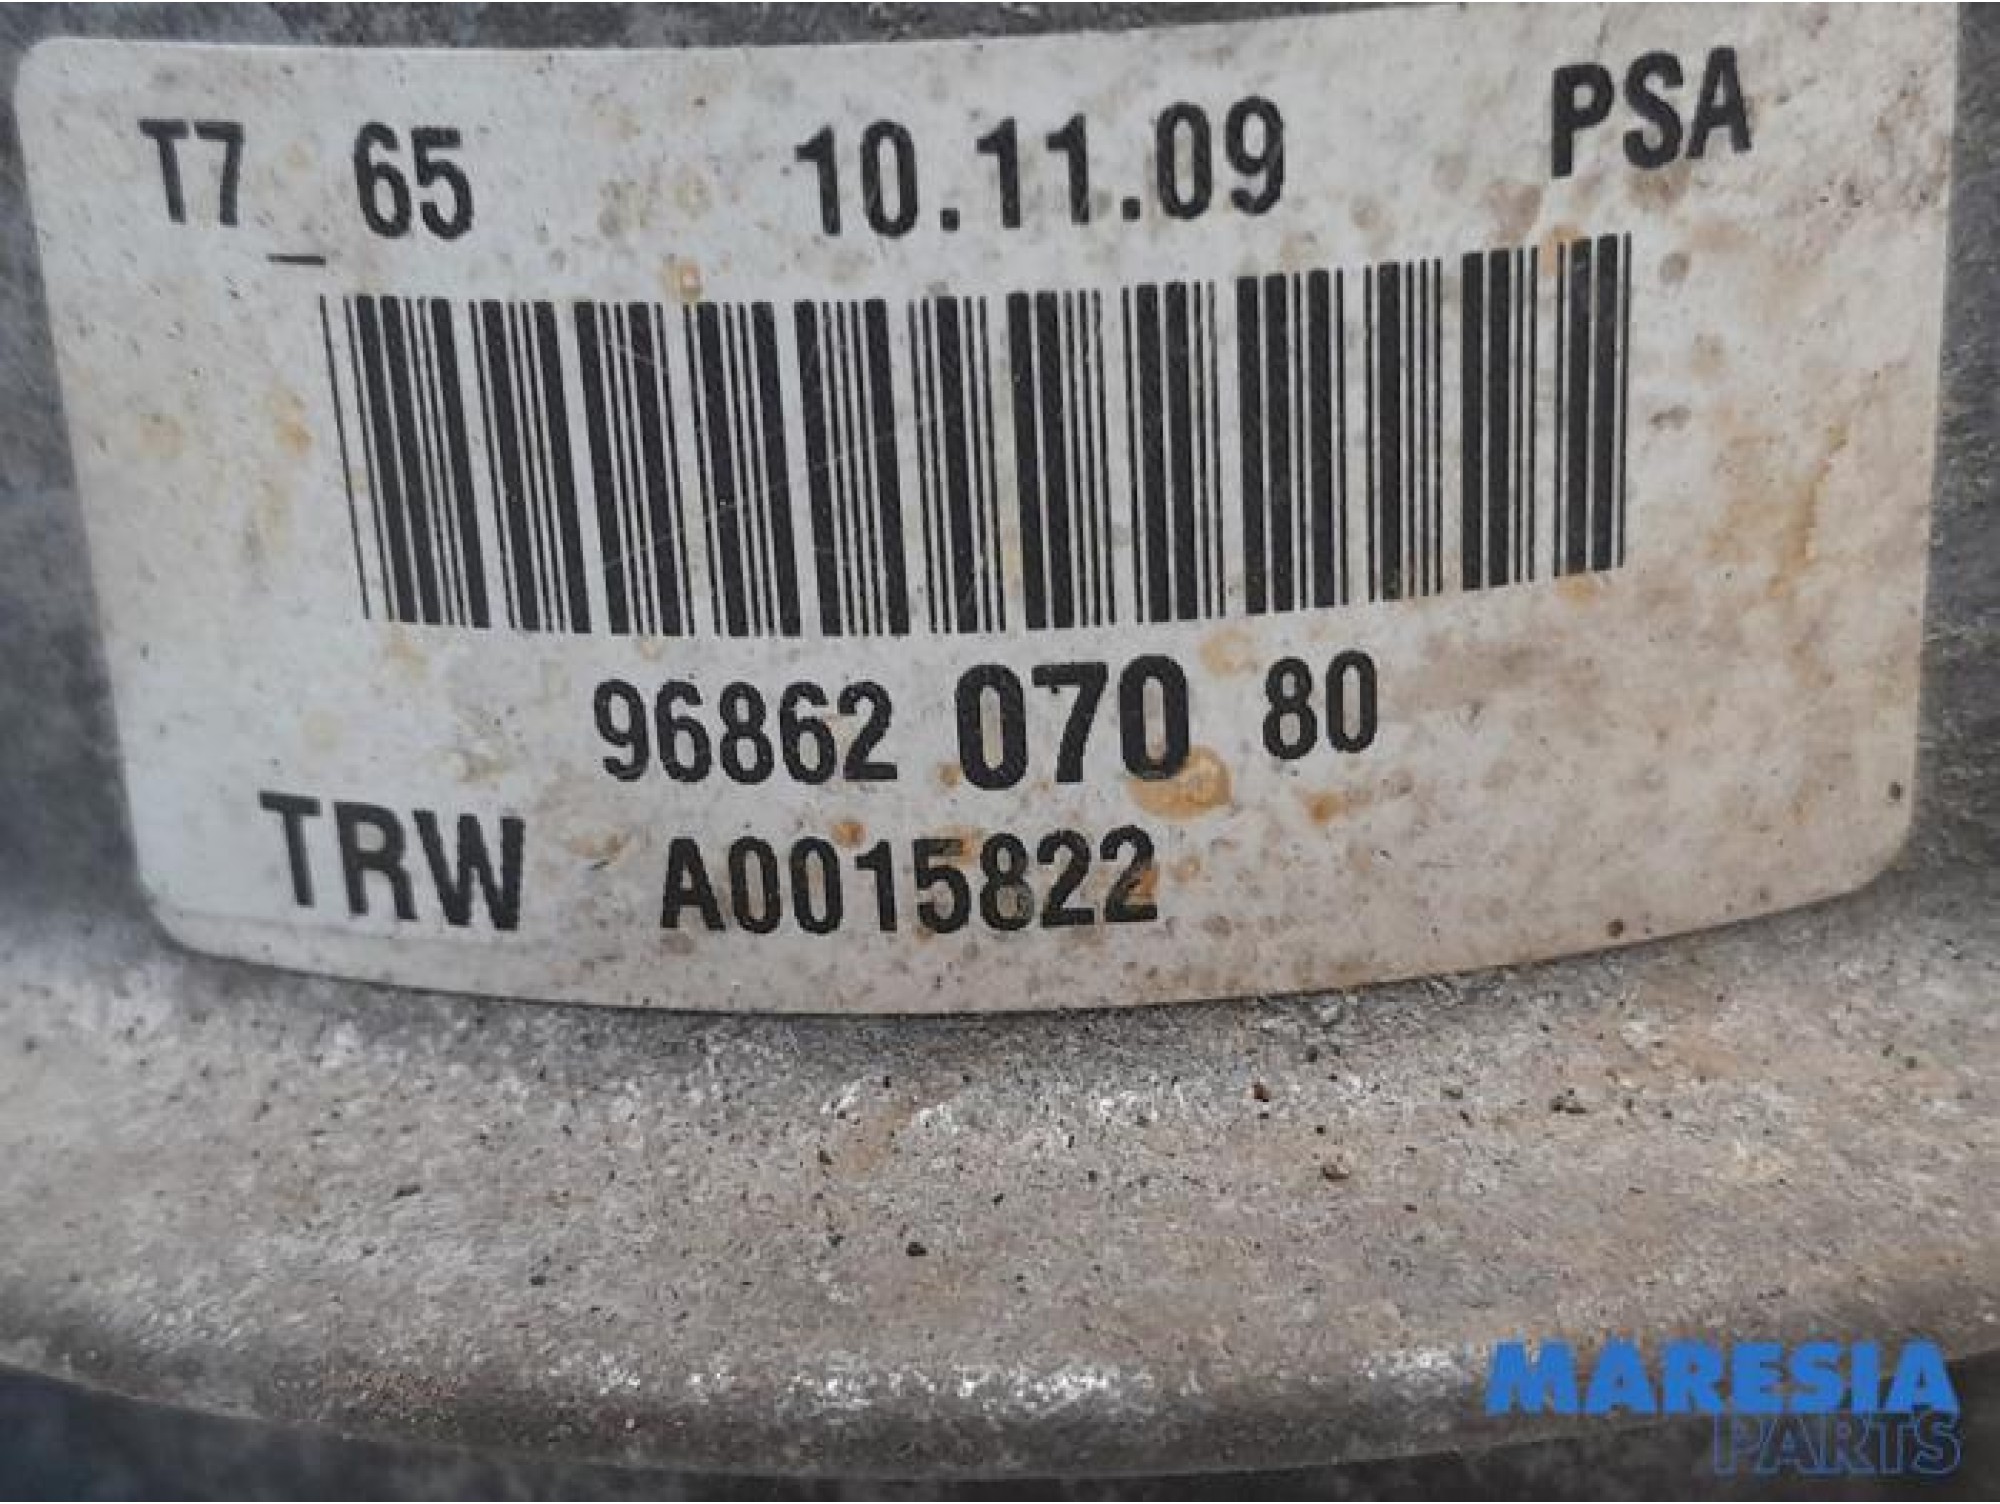 T7_65 10.11.09 PSA
96862 070 80
TRW A0015822
MARESIA
PARTS